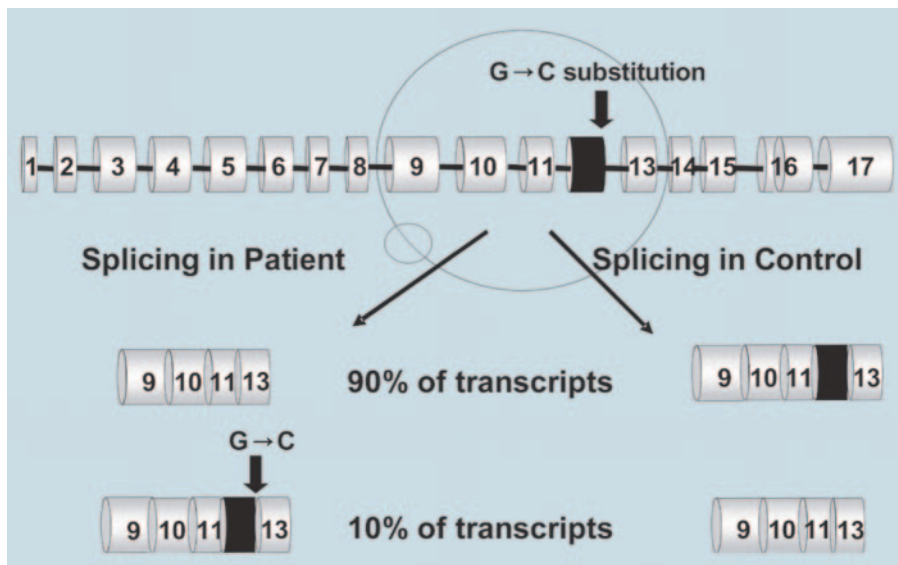 G→C substitution
1 2 3 4 5 6 7 8 9 10 11 13 14 15 16 17
Splicing in Patient Splicing in Control
9 10 11 13 90% of transcripts 9 10 11 13
G→C
9 10 11 13 10% of transcripts 9 10 11 13